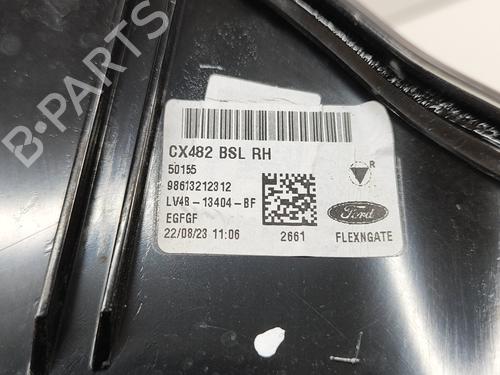 B-PARTS
CX482 BSL RH
50155
98613212312
LV4B-13404-BF
EGFGF
22/08/23 11:06
2661
R
Ford
FLEXNGATE